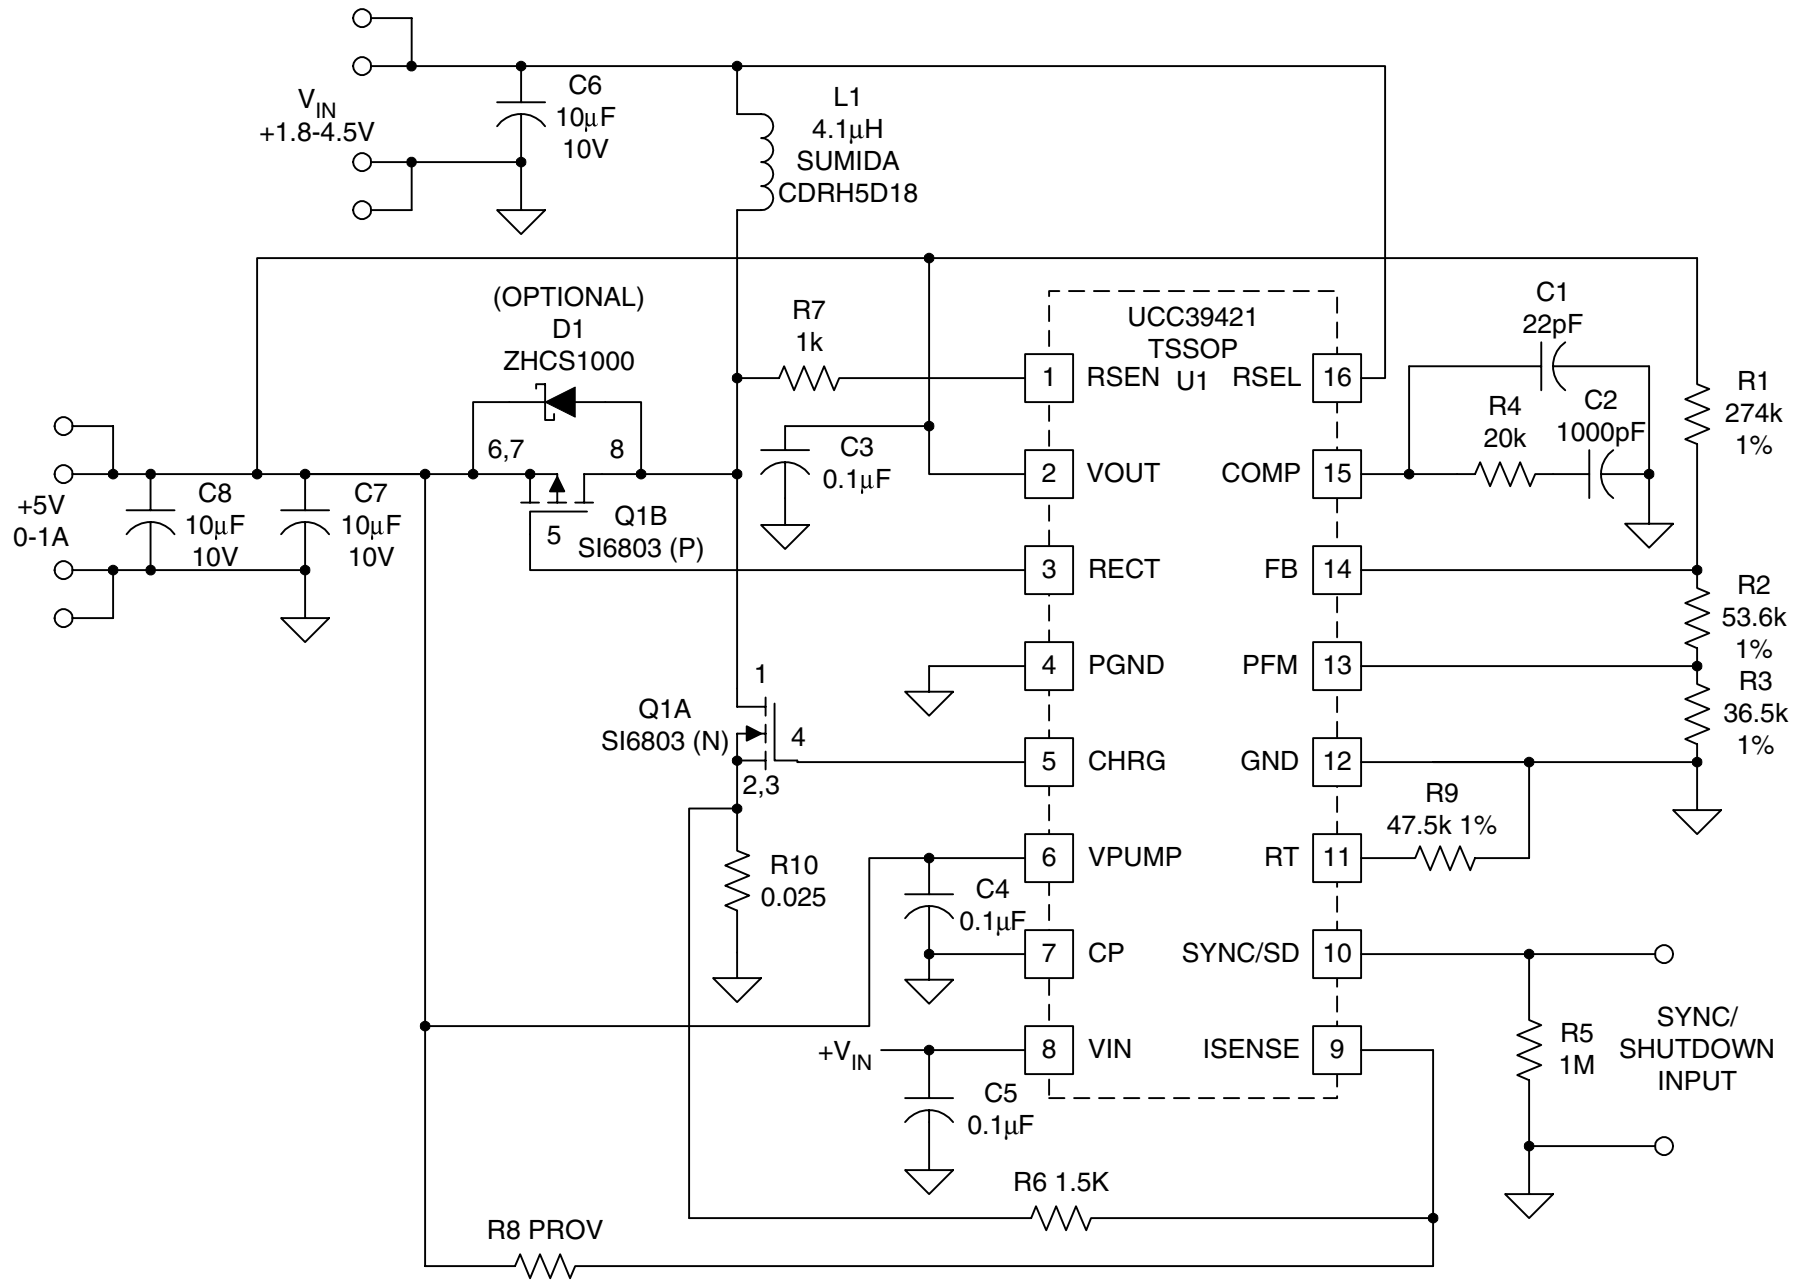 V_IN
+1.8-4.5V
C6
10µF
10V
L1
4.1µH
SUMIDA
CDRH5D18
(OPTIONAL)
D1
ZHCS1000
6,7
8
5
Q1B
SI6803 (P)
R7
1k
C3
0.1µF
+5V
0-1A
C8
10µF
10V
C7
10µF
10V
UCC39421
TSSOP
U1
1 RSEN
2 VOUT
3 RECT
4 PGND
5 CHRG
6 VPUMP
7 CP
8 VIN
RSEL 16
COMP 15
FB 14
PFM 13
GND 12
RT 11
SYNC/SD 10
ISENSE 9
C1
22pF
R4
20k
C2
1000pF
R1
274k
1%
R2
53.6k
1%
R3
36.5k
1%
1
Q1A
SI6803 (N)
4
2,3
R10
0.025
R9
47.5k 1%
C4
0.1µF
+V_IN
C5
0.1µF
R5
1M
SYNC/
SHUTDOWN
INPUT
R6 1.5K
R8 PROV